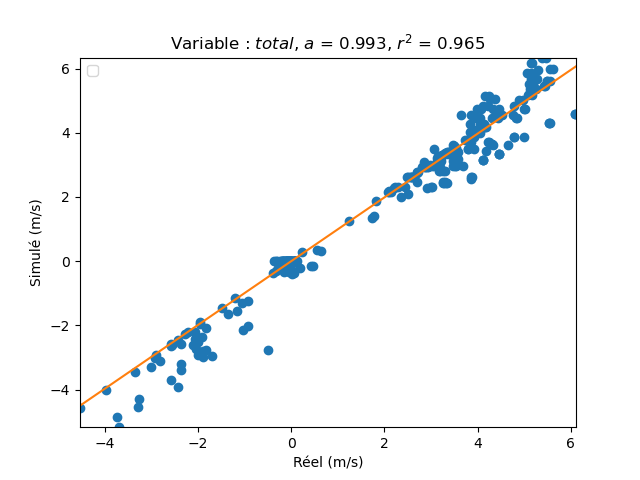 Variable : total, a = 0.993, r² = 0.965
6
4
2
0
−2
−4
Simulé (m/s)
−4 −2 0 2 4 6
Réel (m/s)